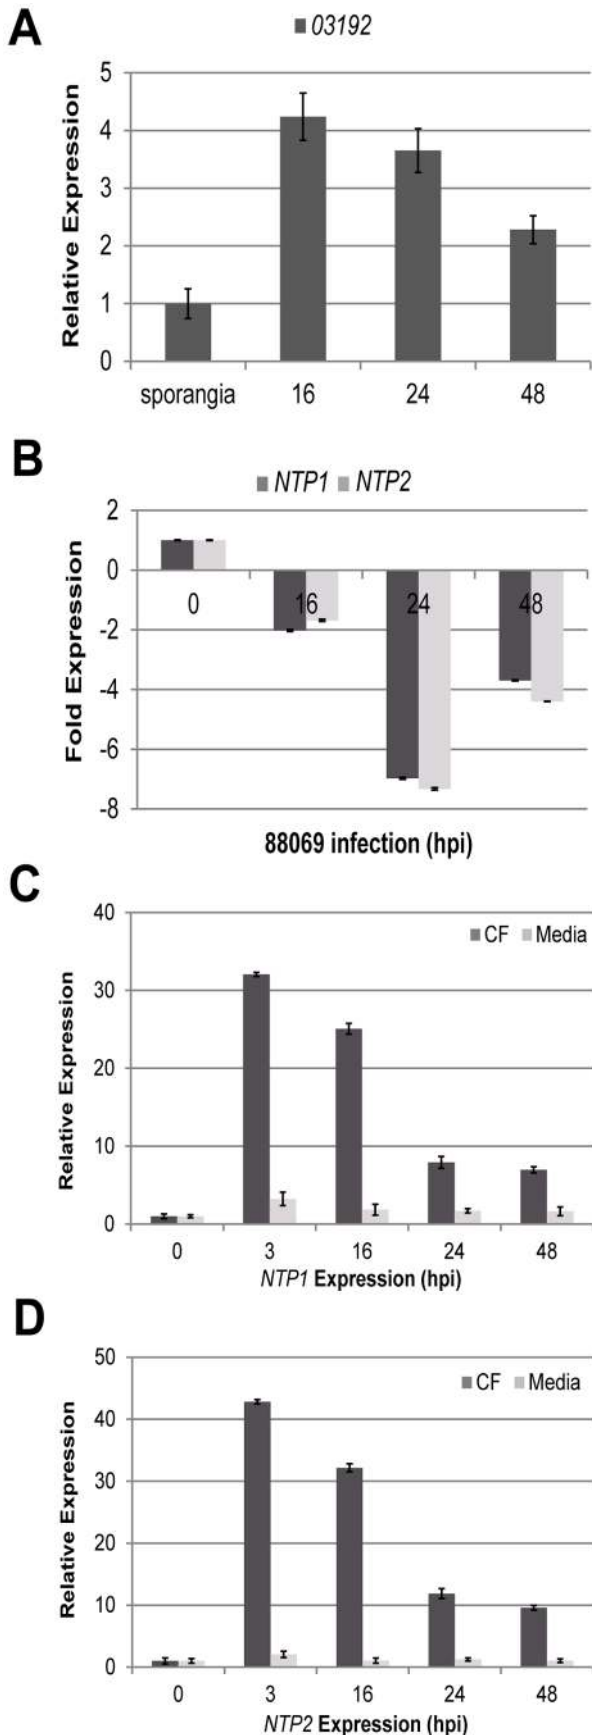 A
03192
Relative Expression
5
4
3
2
1
0
sporangia 16 24 48
B
NTP1 NTP2
Fold Expression
2
0
-2
-4
-6
-8
0 16 24 48
88069 infection (hpi)
C
CF Media
Relative Expression
40
30
20
10
0
0 3 16 24 48
NTP1 Expression (hpi)
D
CF Media
Relative Expression
50
40
30
20
10
0
0 3 16 24 48
NTP2 Expression (hpi)